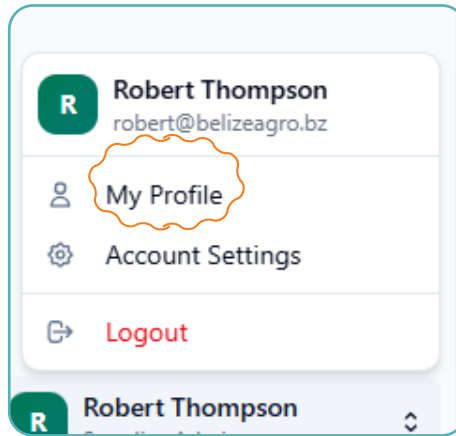 R Robert Thompson
robert@belizeagro.bz
My Profile
Account Settings
Logout
R Robert Thompson